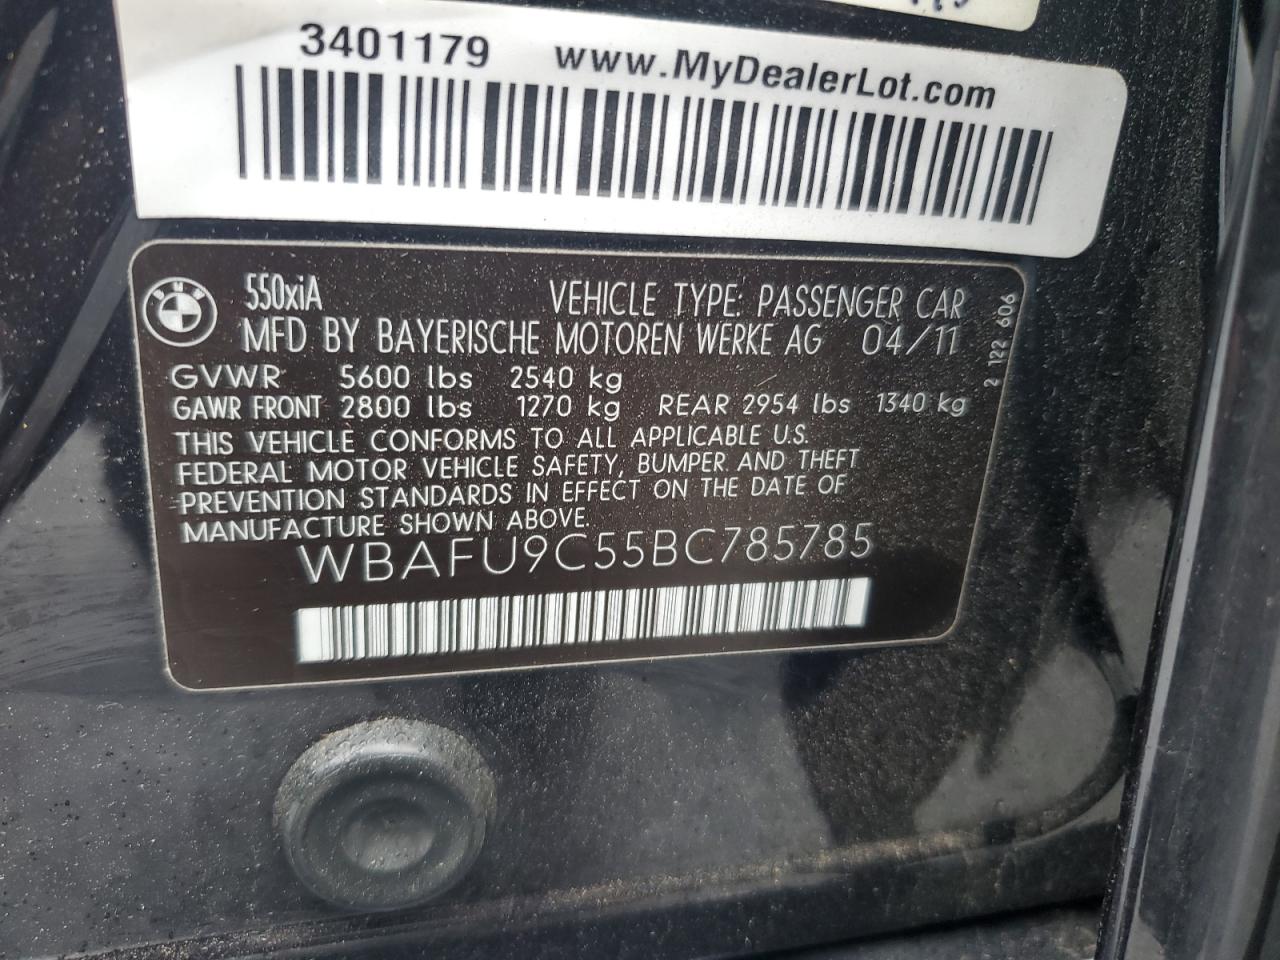 3401179 www.MyDealerLot.com
BMW
550xiA VEHICLE TYPE: PASSENGER CAR
MFD BY BAYERISCHE MOTOREN WERKE AG 04/11
GVWR 5600 lbs 2540 kg
GAWR FRONT 2800 lbs 1270 kg REAR 2954 lbs 1340 kg
THIS VEHICLE CONFORMS TO ALL APPLICABLE U.S.
FEDERAL MOTOR VEHICLE SAFETY, BUMPER AND THEFT
PREVENTION STANDARDS IN EFFECT ON THE DATE OF
MANUFACTURE SHOWN ABOVE.
WBAFU9C55BC785785
2 122 606